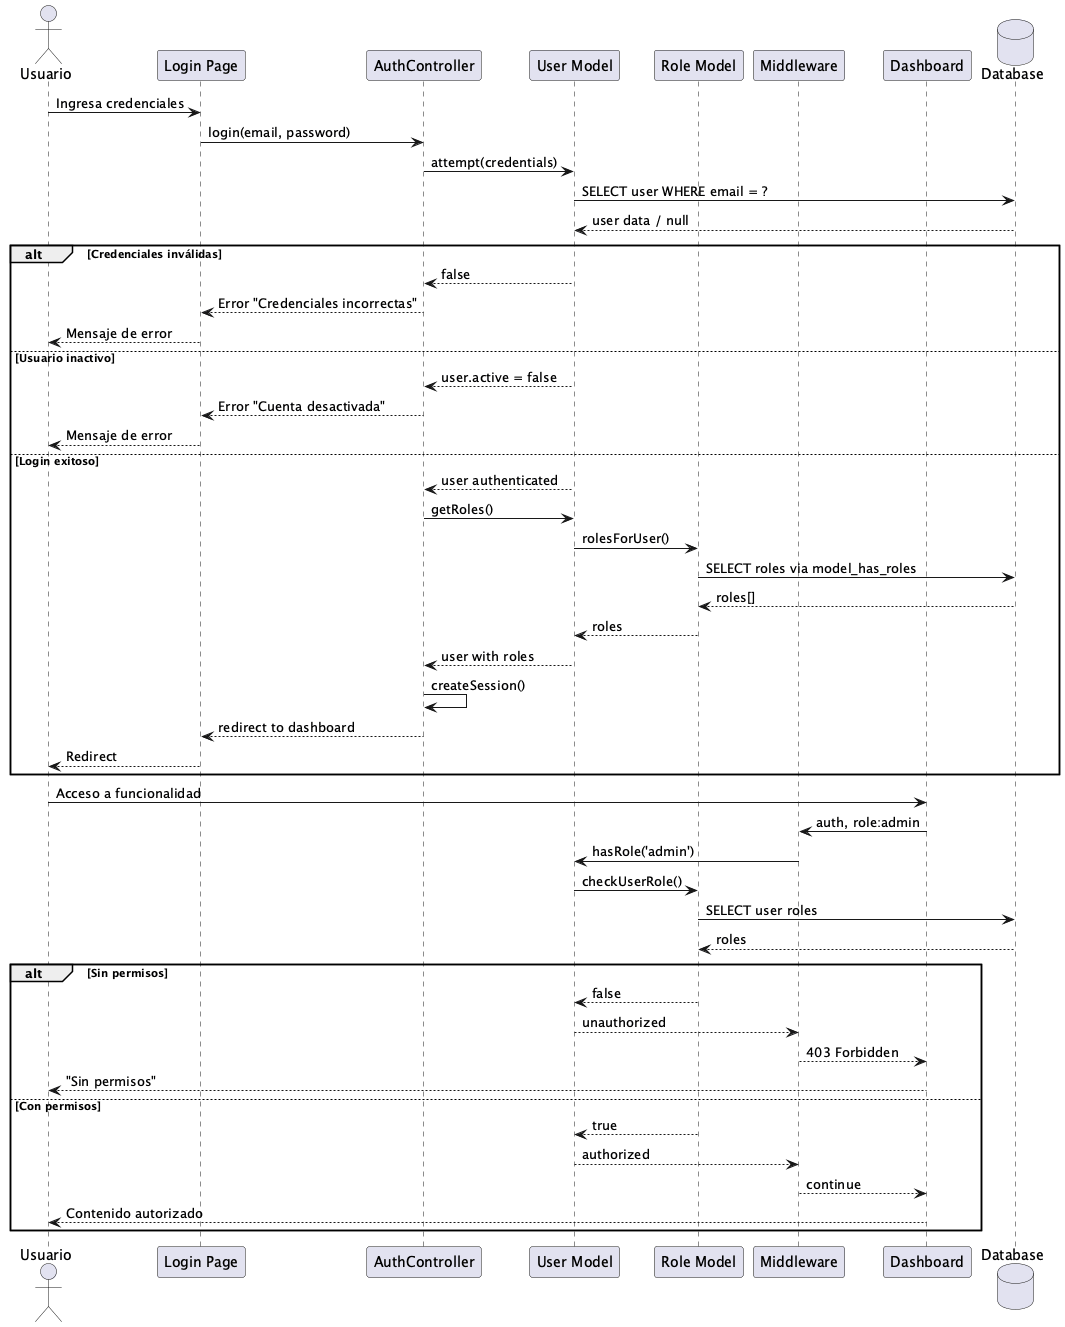 Usuario
Login Page
AuthController
User Model
Role Model
Middleware
Dashboard
Database
Ingresa credenciales
login(email, password)
attempt(credentials)
SELECT user WHERE email = ?
user data / null
alt [Credenciales inválidas]
false
Error "Credenciales incorrectas"
Mensaje de error
[Usuario inactivo]
user.active = false
Error "Cuenta desactivada"
Mensaje de error
[Login exitoso]
user authenticated
getRoles()
rolesForUser()
SELECT roles via model_has_roles
roles[]
roles
user with roles
createSession()
redirect to dashboard
Redirect
Acceso a funcionalidad
auth, role:admin
hasRole('admin')
checkUserRole()
SELECT user roles
roles
alt [Sin permisos]
false
unauthorized
403 Forbidden
"Sin permisos"
[Con permisos]
true
authorized
continue
Contenido autorizado
Usuario
Login Page
AuthController
User Model
Role Model
Middleware
Dashboard
Database